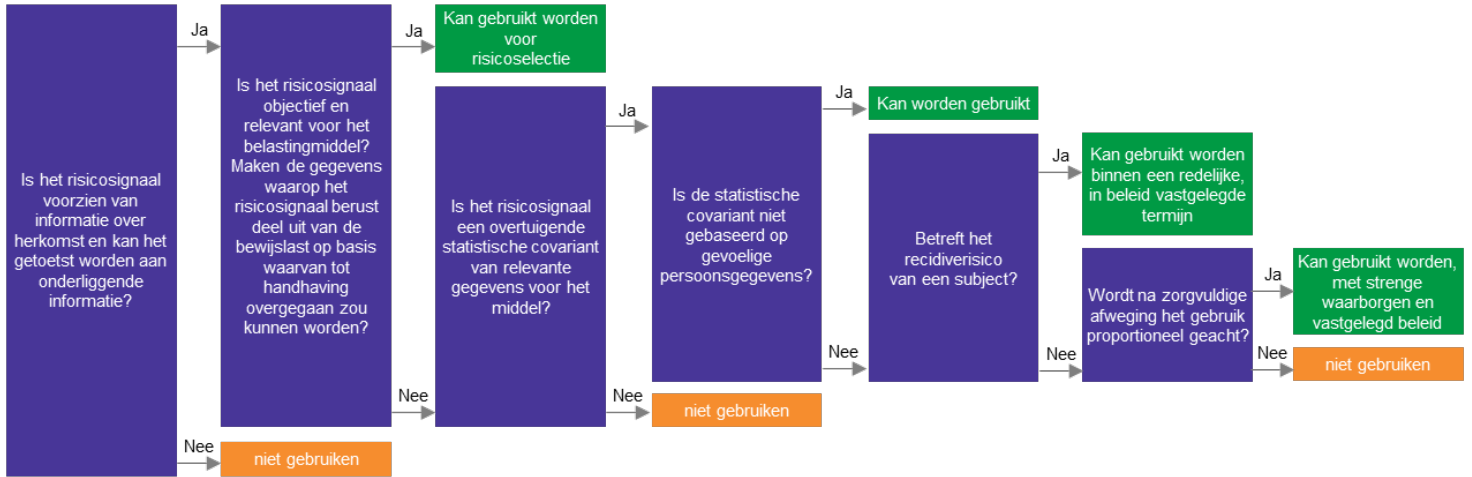 Is het risicosignaal
voorzien van
informatie over
herkomst en kan het
getoetst worden aan
onderliggende
informatie?
Ja
Nee
niet gebruiken
Is het risicosignaal
objectief en
relevant voor het
belastingmiddel?
Maken de gegevens
waarop het
risicosignaal berust
deel uit van de
bewijslast op basis
waarvan tot
handhaving
overgegaan zou
kunnen worden?
Ja
Kan gebruikt worden
voor
risicoselectie
Nee
Is het risicosignaal
een overtuigende
statistische covariant
van relevante
gegevens voor het
middel?
Ja
Nee
niet gebruiken
Is de statistische
covariant niet
gebaseerd op
gevoelige
persoonsgegevens?
Ja
Kan worden gebruikt
Nee
Betreft het
recidiverisico
van een subject?
Ja
Kan gebruikt worden
binnen een redelijke,
in beleid vastgelegde
termijn
Nee
Wordt na zorgvuldige
afweging het gebruik
proportioneel geacht?
Ja
Kan gebruikt worden,
met strenge
waarborgen en
vastgelegd beleid
Nee
niet gebruiken